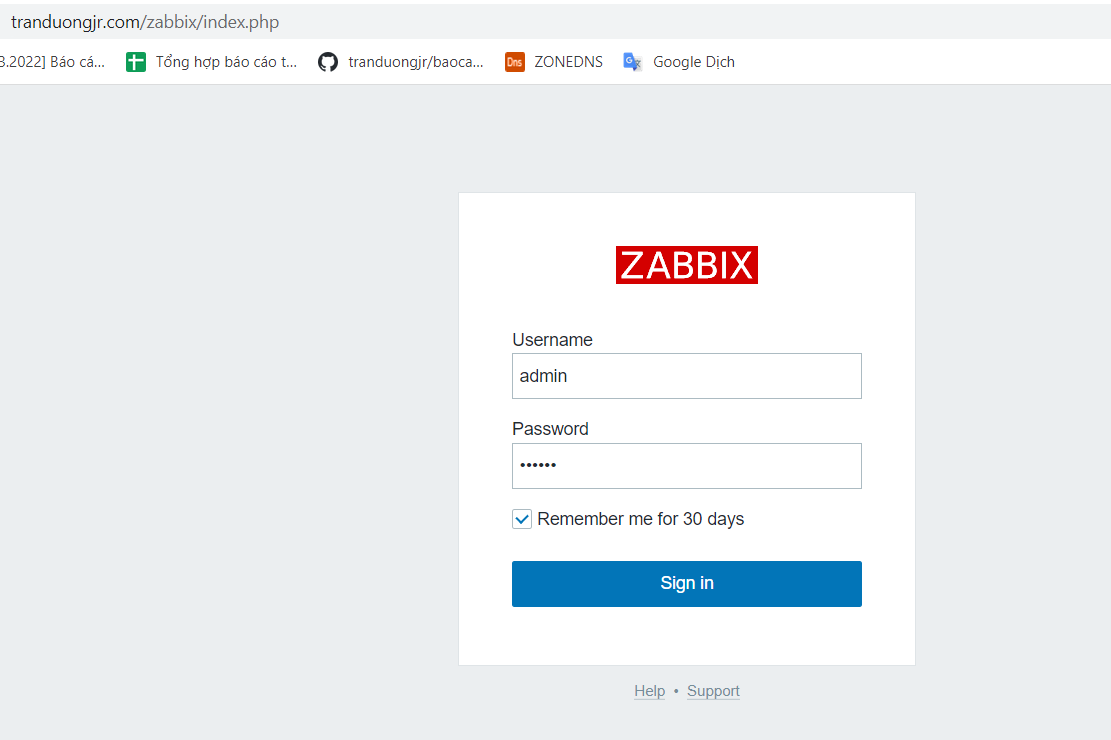 tranduongjr.com/zabbix/index.php
3.2022] Báo cá... Tổng hợp báo cáo t... tranduongjr/baoca... Dns ZONEDNS G Google Dịch
ZABBIX
Username
admin
Password
••••••
Remember me for 30 days
Sign in
Help • Support